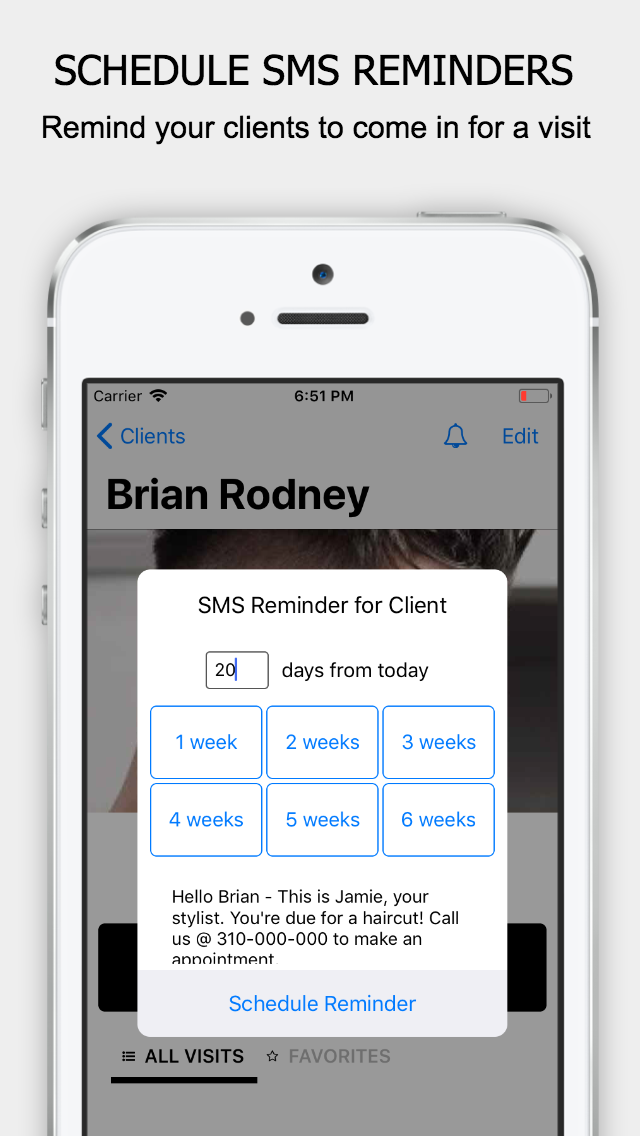 SCHEDULE SMS REMINDERS
Remind your clients to come in for a visit
Carrier 6:51 PM
Clients Edit
Brian Rodney
SMS Reminder for Client
20 days from today
1 week 2 weeks 3 weeks
4 weeks 5 weeks 6 weeks
Hello Brian - This is Jamie, your
stylist. You're due for a haircut! Call
us @ 310-000-000 to make an
appointment.
Schedule Reminder
ALL VISITS FAVORITES